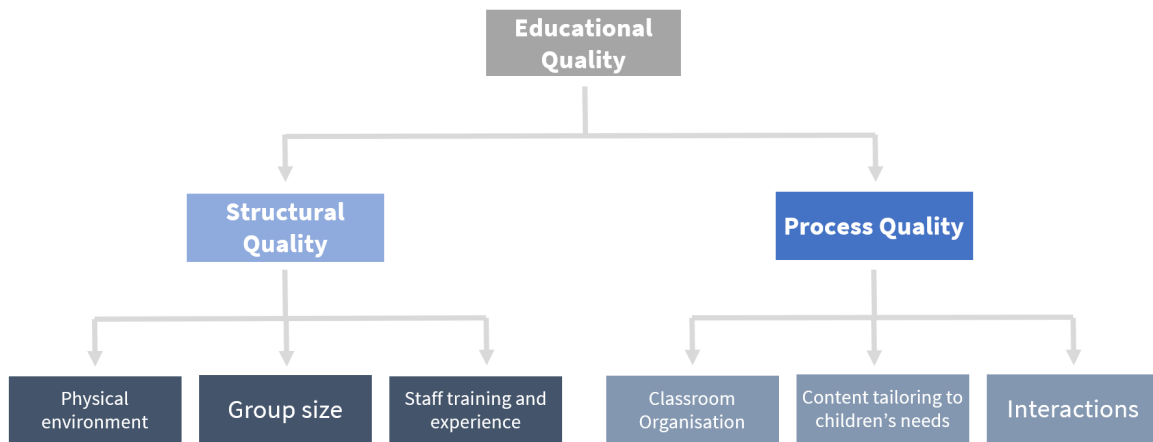 Educational
Quality
Structural
Quality
Process Quality
Physical
environment
Group size
Staff training and
experience
Classroom
Organisation
Content tailoring to
children’s needs
Interactions